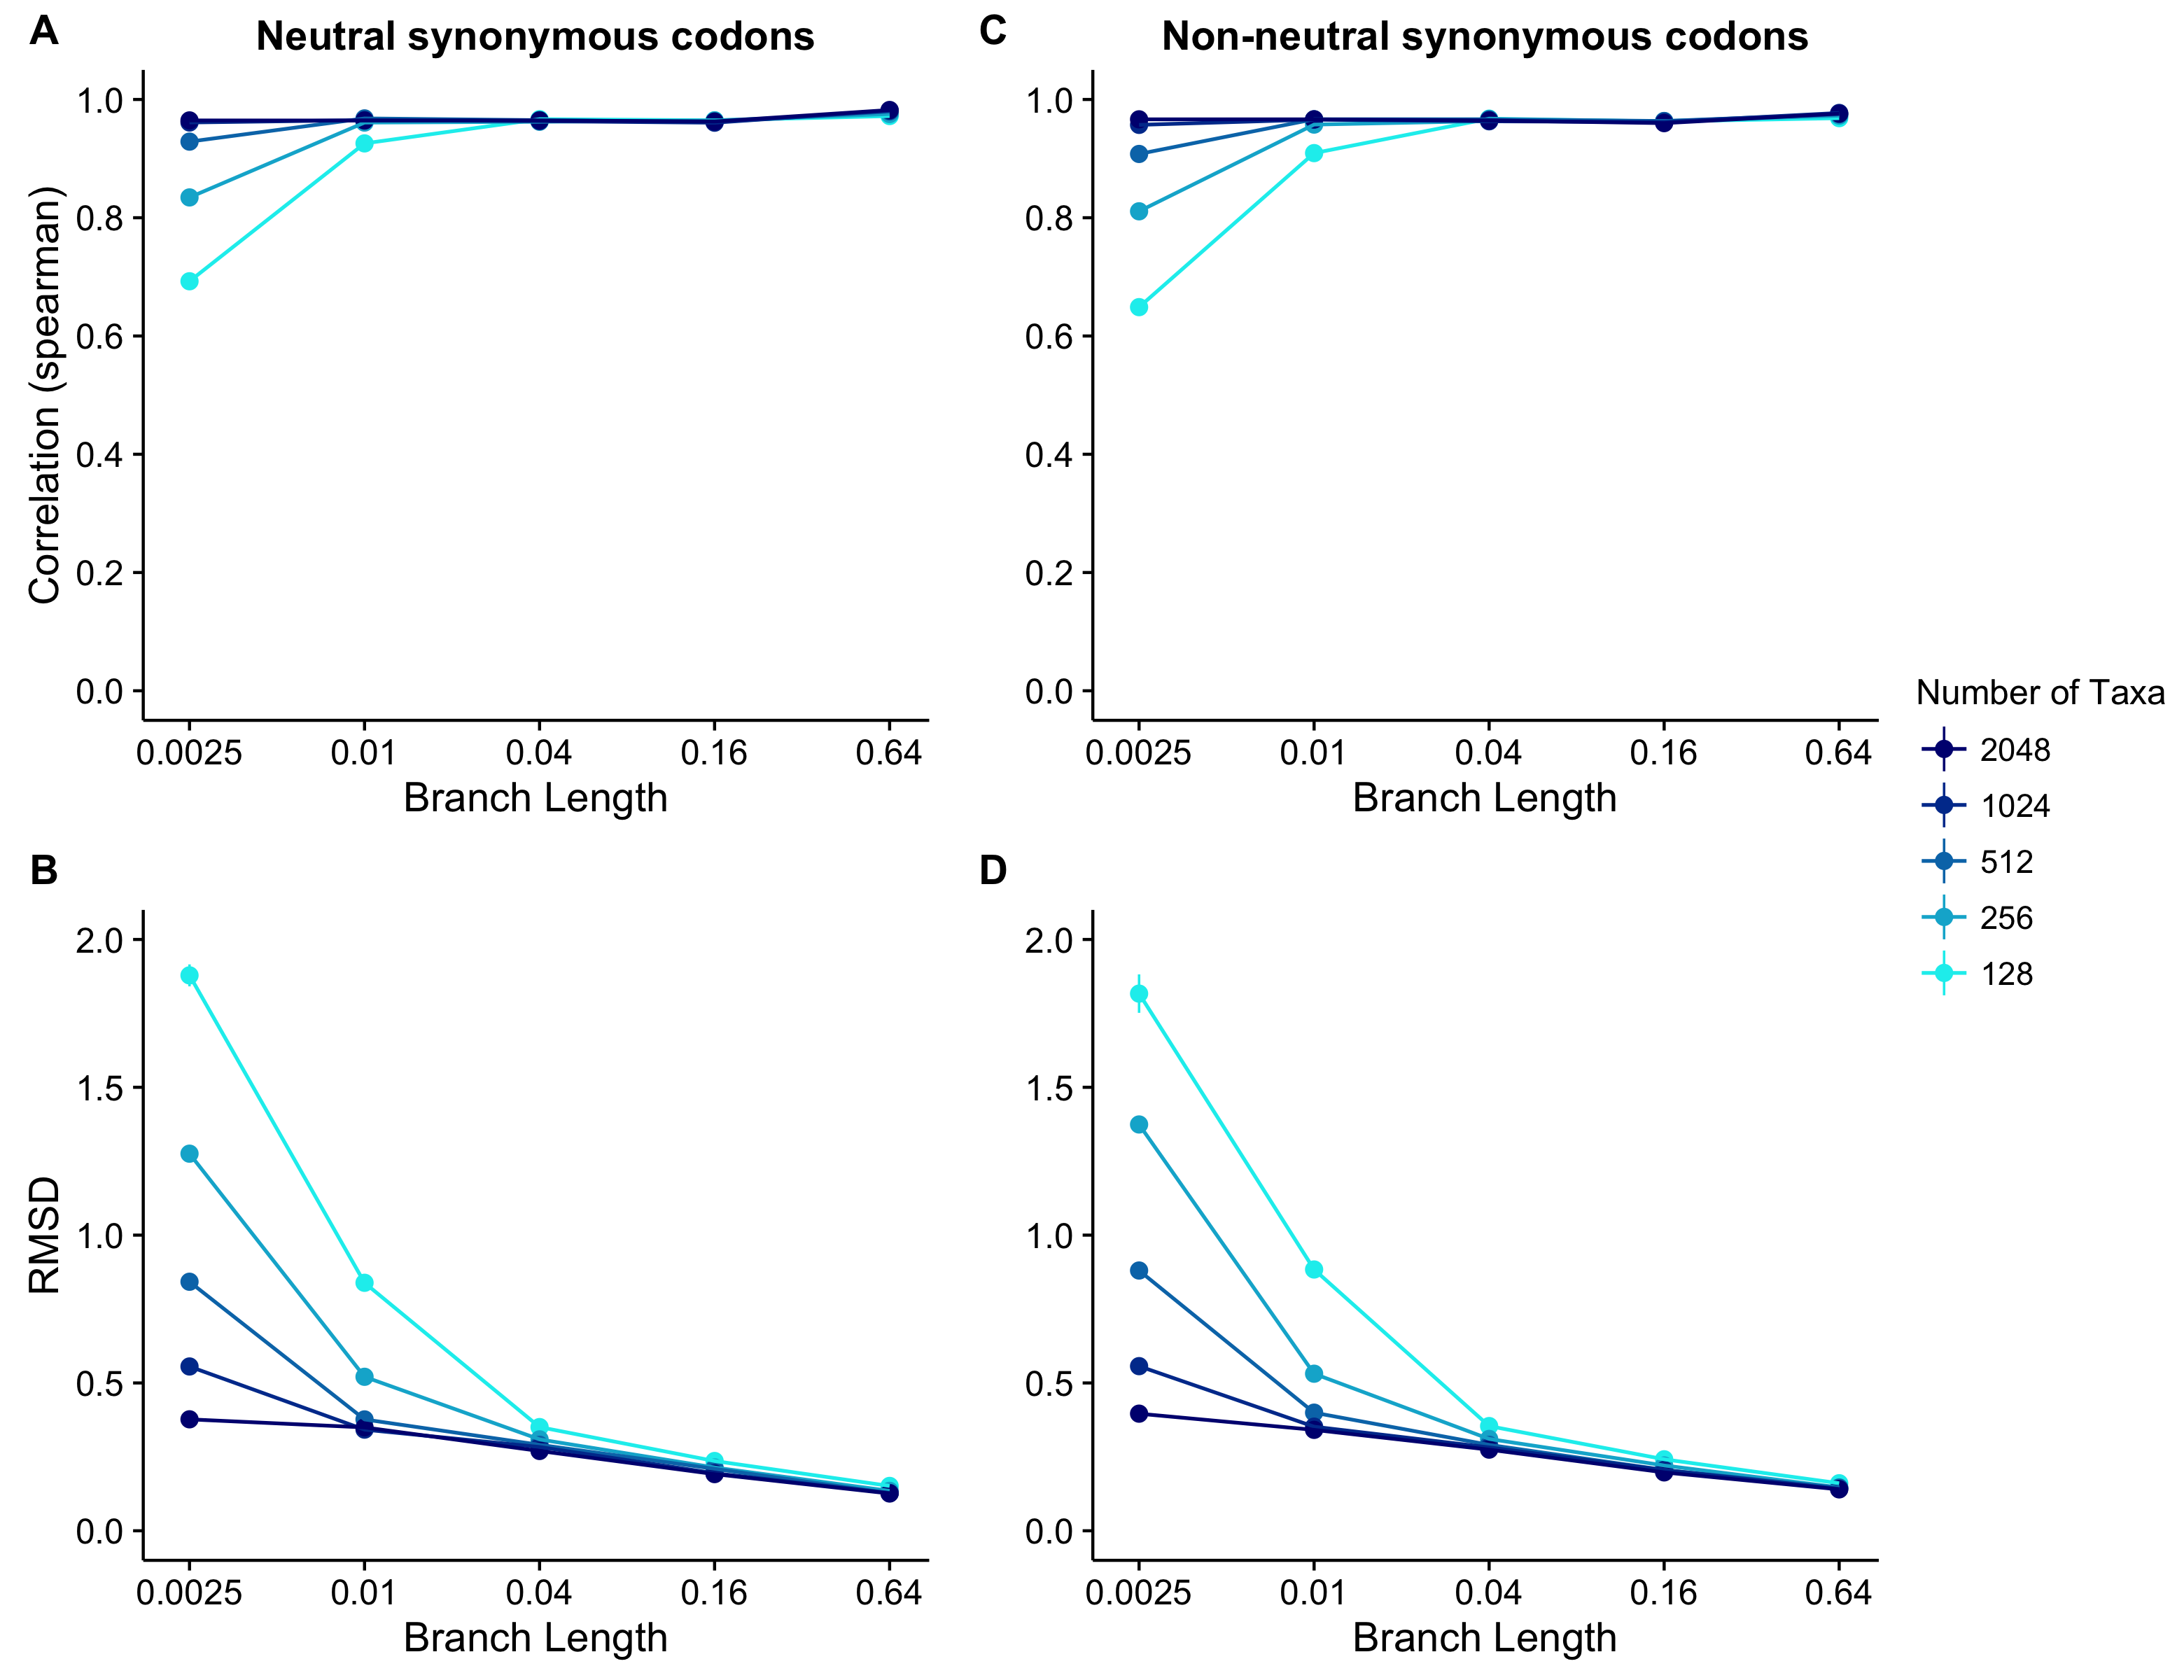 A
Neutral synonymous codons
Correlation (spearman)
1.0
0.8
0.6
0.4
0.2
0.0
0.0025 0.01 0.04 0.16 0.64
Branch Length
C
Non-neutral synonymous codons
1.0
0.8
0.6
0.4
0.2
0.0
0.0025 0.01 0.04 0.16 0.64
Branch Length
B
RMSD
2.0
1.5
1.0
0.5
0.0
0.0025 0.01 0.04 0.16 0.64
Branch Length
D
2.0
1.5
1.0
0.5
0.0
0.0025 0.01 0.04 0.16 0.64
Branch Length
Number of Taxa
2048
1024
512
256
128